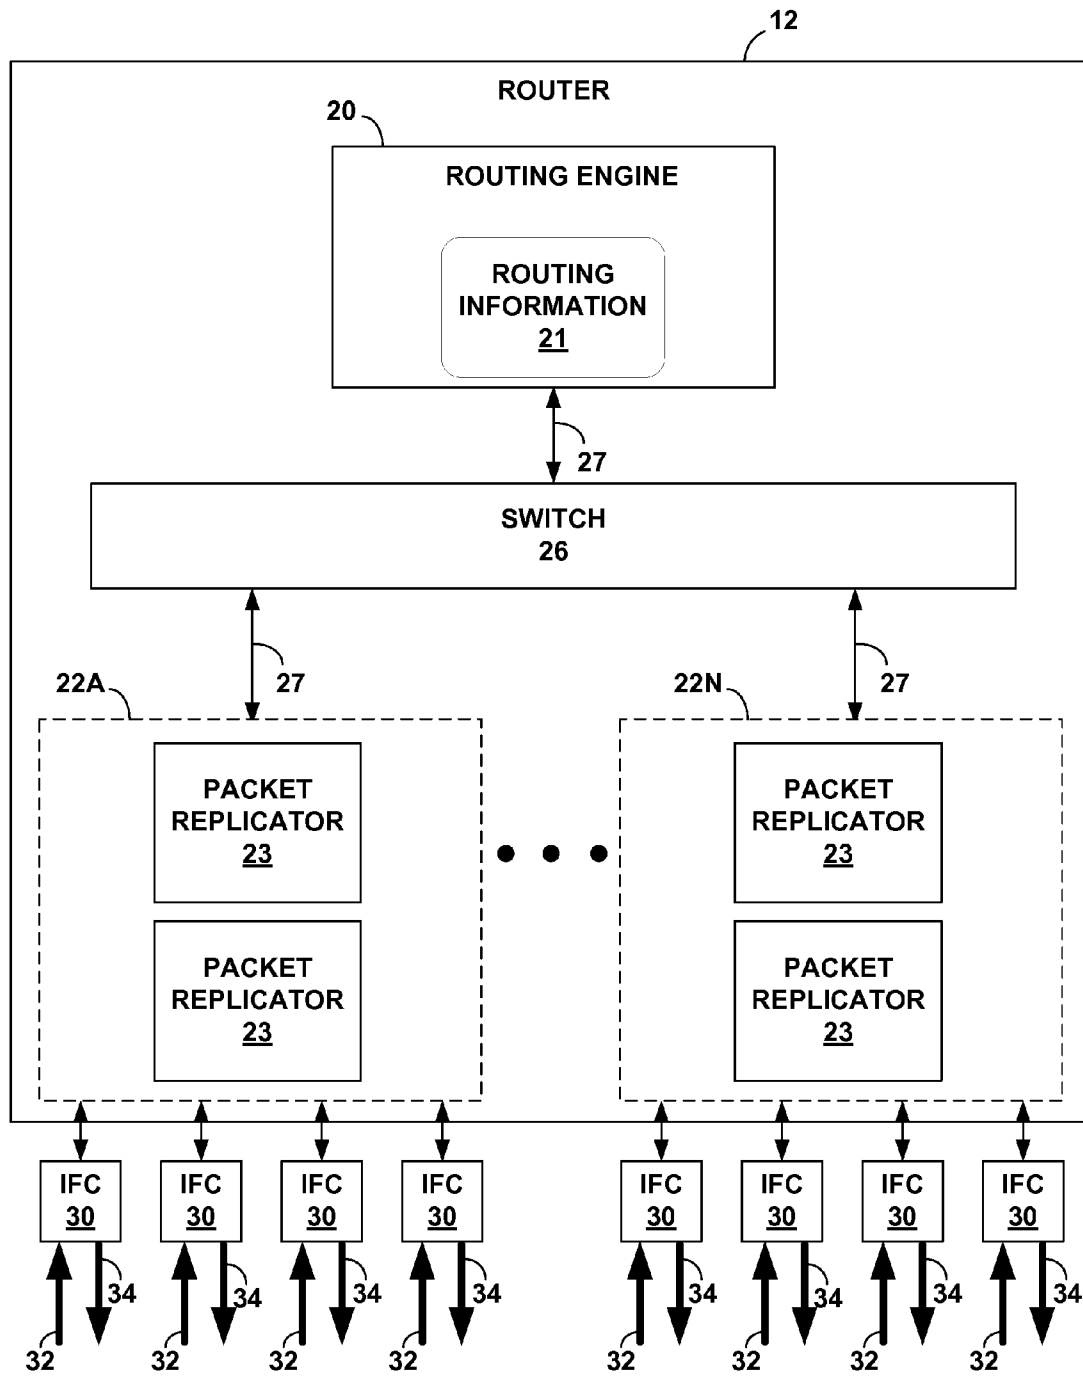 12
ROUTER
20
ROUTING ENGINE
ROUTING
INFORMATION
21
27
SWITCH
26
27
27
22A
22N
PACKET
REPLICATOR
23
PACKET
REPLICATOR
23
PACKET
REPLICATOR
23
PACKET
REPLICATOR
23
IFC
30
IFC
30
IFC
30
IFC
30
IFC
30
IFC
30
IFC
30
IFC
30
34
34
34
34
34
34
34
34
32
32
32
32
32
32
32
32